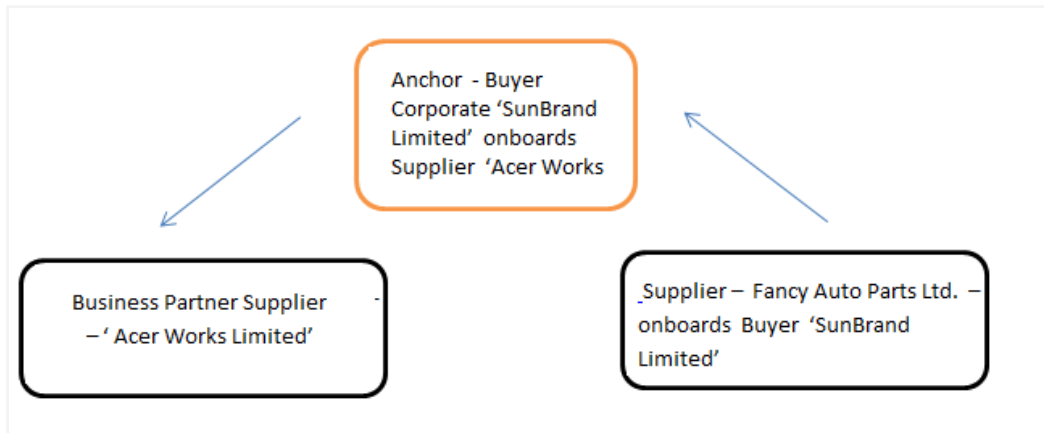 Anchor - Buyer
Corporate ‘SunBrand
Limited’ onboards
Supplier ‘Acer Works
Business Partner Supplier -
– ‘ Acer Works Limited’
Supplier – Fancy Auto Parts Ltd. –
onboards Buyer ‘SunBrand
Limited’